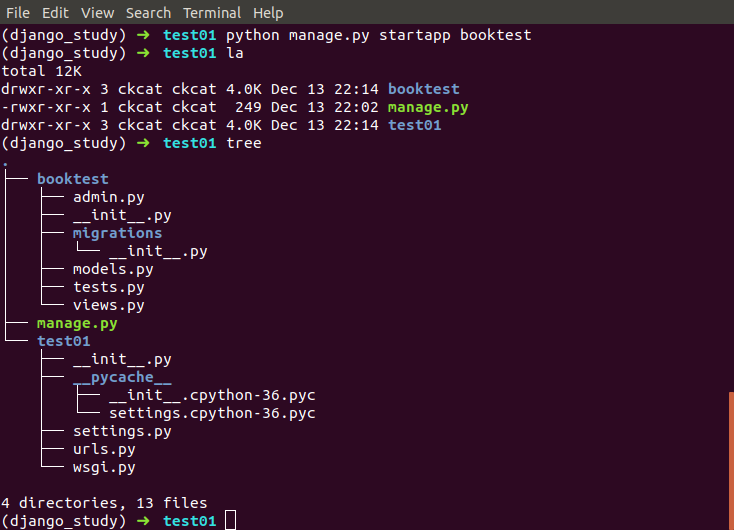 File Edit View Search Terminal Help
(django_study) ➜ test01 python manage.py startapp booktest
(django_study) ➜ test01 la
total 12K
drwxr-xr-x 3 ckcat ckcat 4.0K Dec 13 22:14 booktest
-rwxr-xr-x 1 ckcat ckcat  249 Dec 13 22:02 manage.py
drwxr-xr-x 3 ckcat ckcat 4.0K Dec 13 22:14 test01
(django_study) ➜ test01 tree
.
├── booktest
│   ├── admin.py
│   ├── __init__.py
│   ├── migrations
│   │   └── __init__.py
│   ├── models.py
│   ├── tests.py
│   └── views.py
├── manage.py
└── test01
    ├── __init__.py
    ├── __pycache__
    │   ├── __init__.cpython-36.pyc
    │   └── settings.cpython-36.pyc
    ├── settings.py
    ├── urls.py
    └── wsgi.py
4 directories, 13 files
(django_study) ➜ test01